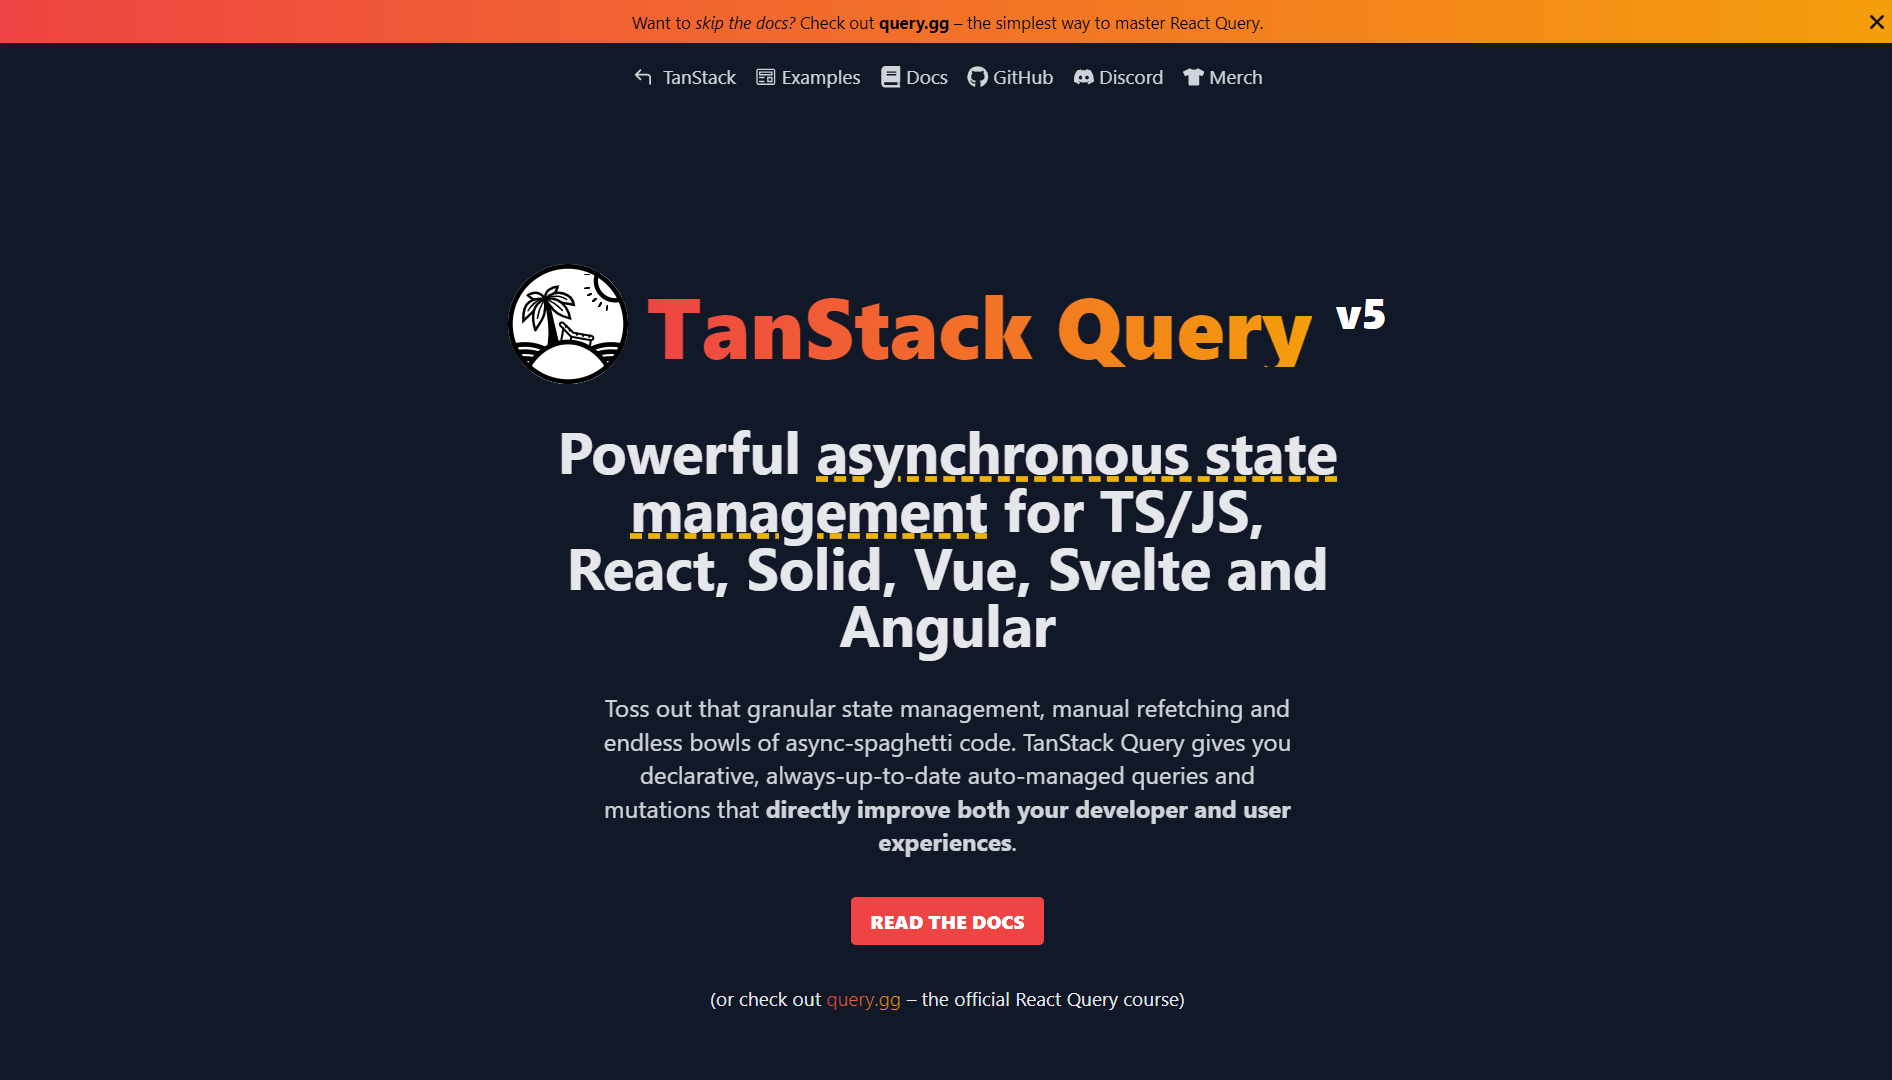 Want to skip the docs? Check out query.gg – the simplest way to master React Query.
TanStack Examples Docs GitHub Discord Merch
TanStack Query v5
Powerful asynchronous state
management for TS/JS,
React, Solid, Vue, Svelte and
Angular
Toss out that granular state management, manual refetching and
endless bowls of async-spaghetti code. TanStack Query gives you
declarative, always-up-to-date auto-managed queries and
mutations that directly improve both your developer and user
experiences.
READ THE DOCS
(or check out query.gg – the official React Query course)